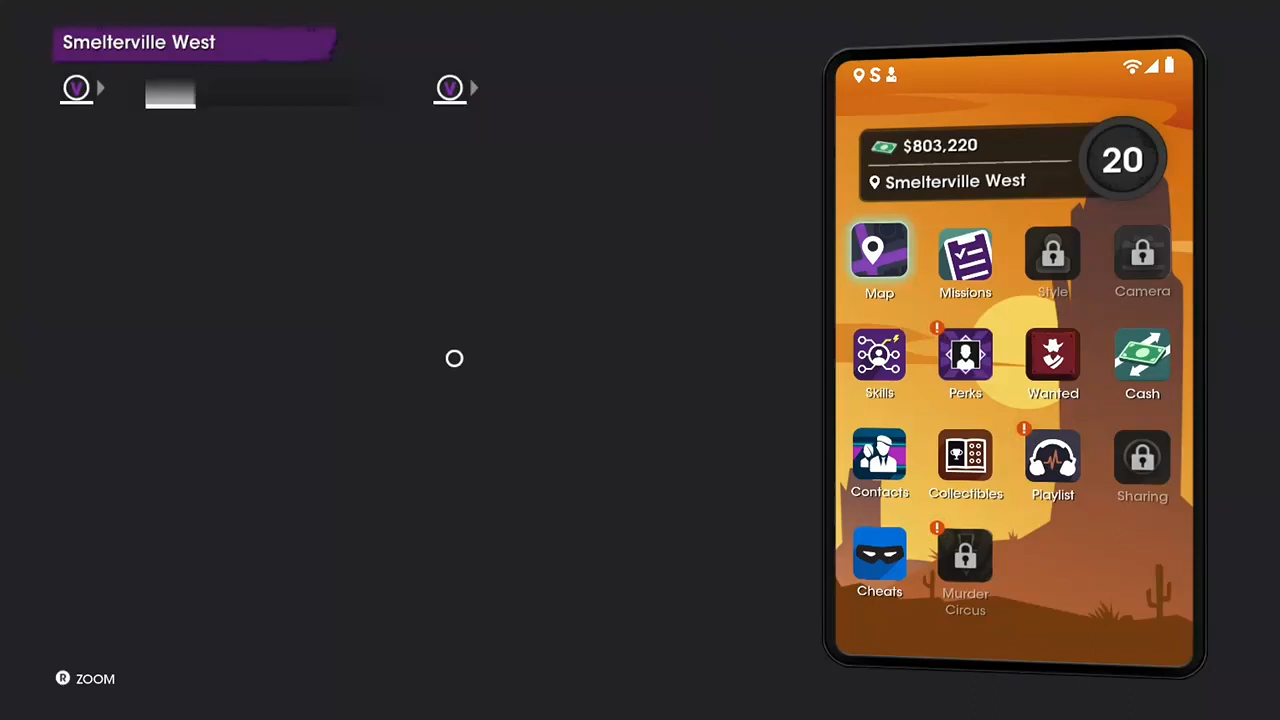 Smelterville West
V
V
$803,220
20
Smelterville West
Map
Missions
Style
Camera
Skills
!
Perks
Wanted
Cash
Contacts
Collectibles
!
Playlist
Sharing
Cheats
!
Murder
Circus
R ZOOM